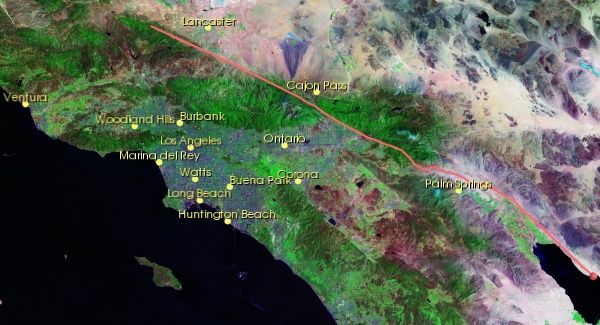 Lancaster
Cajon Pass
Ventura
Woodland Hills
Burbank
Los Angeles
Ontario
Marina del Rey
Watts
Buena Park
Corona
Palm Springs
Long Beach
Huntington Beach